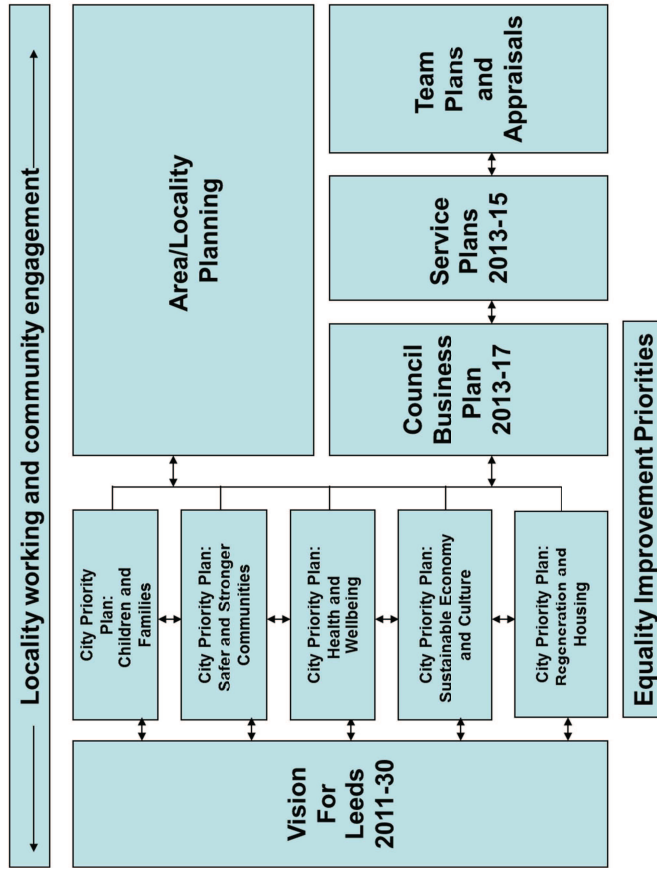 Locality working and community engagement
Vision
For
Leeds
2011-30
City Priority
Plan:
Children and
Families
City Priority Plan:
Safer and Stronger
Communities
City Priority Plan:
Health and
Wellbeing
City Priority Plan:
Sustainable Economy
and Culture
City Priority Plan:
Regeneration and
Housing
Area/Locality
Planning
Council
Business
Plan
2013-17
Service
Plans
2013-15
Team
Plans
and
Appraisals
Equality Improvement Priorities